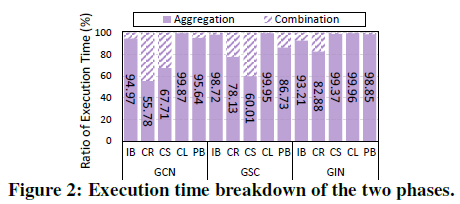 Aggregation Combination
Ratio of Execution Time (%)
100
80
60
40
20
0
94.97 55.78 67.71 99.87 95.64 98.72 78.13 60.01 99.95 86.73 93.21 82.88 99.37 99.96 98.85
IB CR CS CL PB IB CR CS CL PB IB CR CS CL PB
GCN GSC GIN
Figure 2: Execution time breakdown of the two phases.